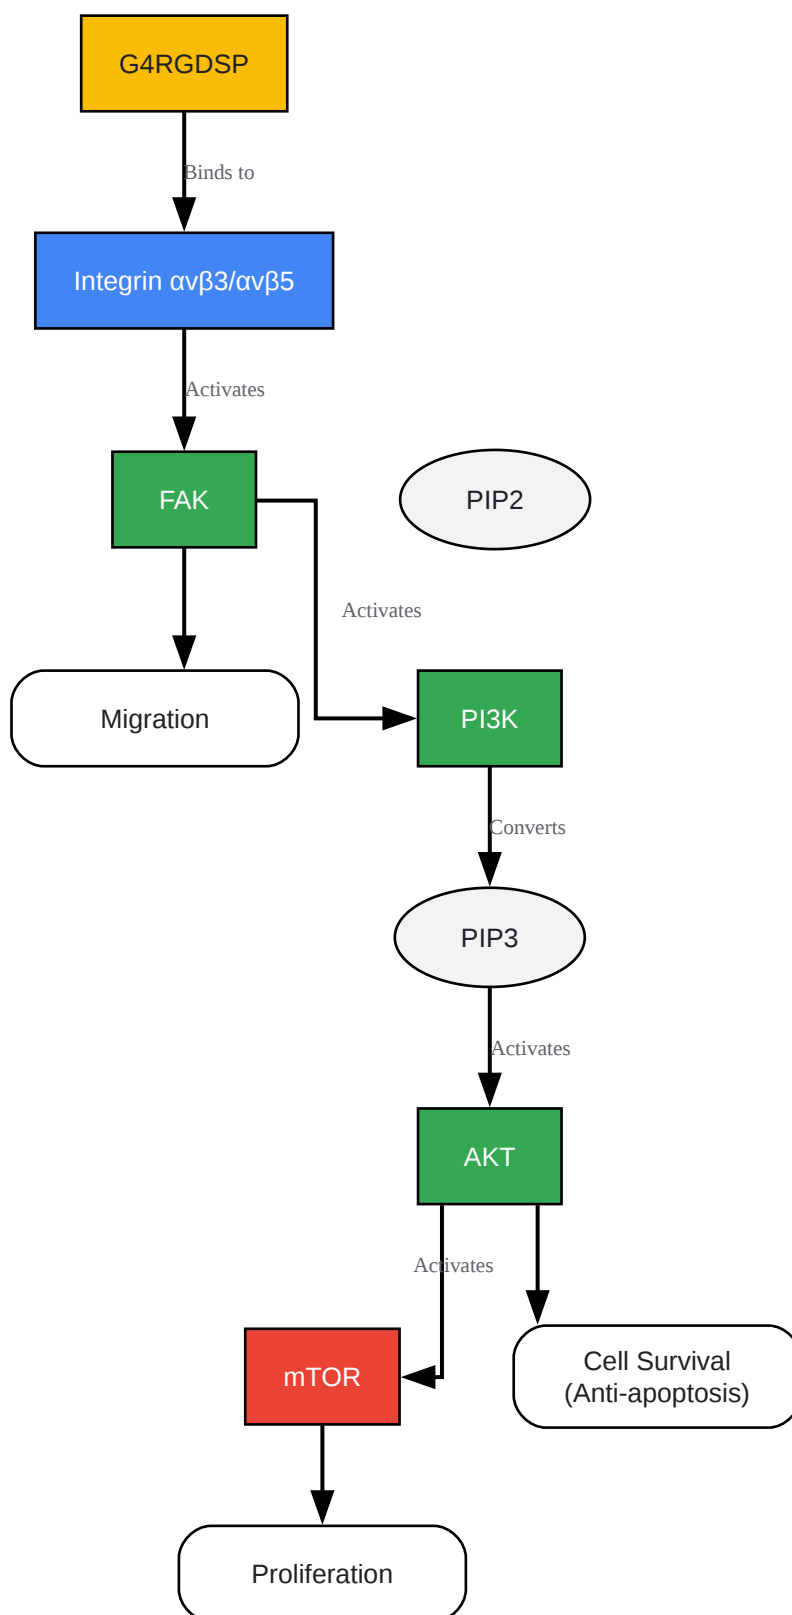 G4RGDSP
Binds to
Integrin αvβ3/αvβ5
Activates
FAK
PIP2
Activates
Migration
PI3K
Converts
PIP3
Activates
AKT
Activates
mTOR
Cell Survival
(Anti-apoptosis)
Proliferation